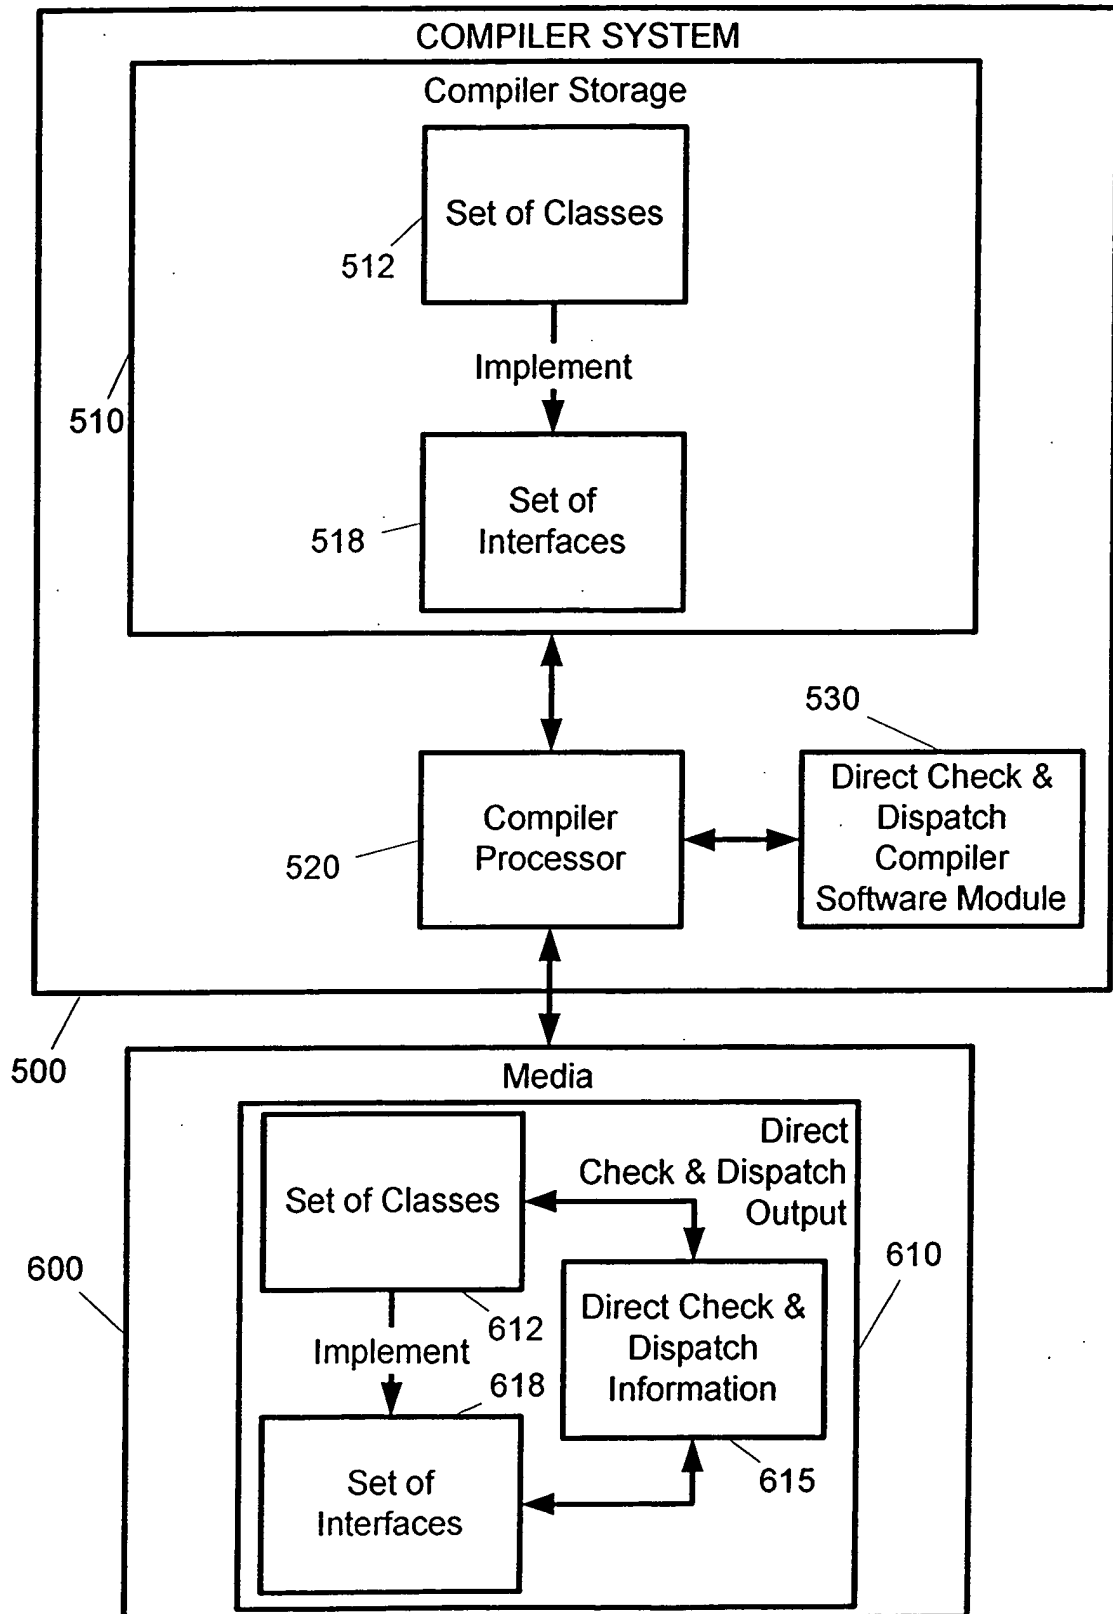 COMPILER SYSTEM
Compiler Storage
Set of Classes
512
Implement
510
Set of
Interfaces
518
530
Direct Check &
Dispatch
Compiler
Software Module
Compiler
Processor
520
500
Media
Direct
Check & Dispatch
Output
Set of Classes
600
610
612
Direct Check &
Dispatch
Information
Implement
618
615
Set of
Interfaces